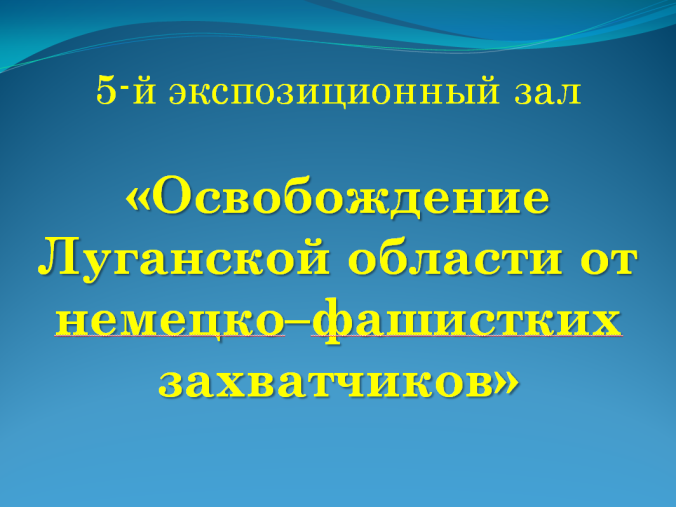 5-й экспозиционный зал
«Освобождение
Луганской области от
немецко–фашистких
захватчиков»